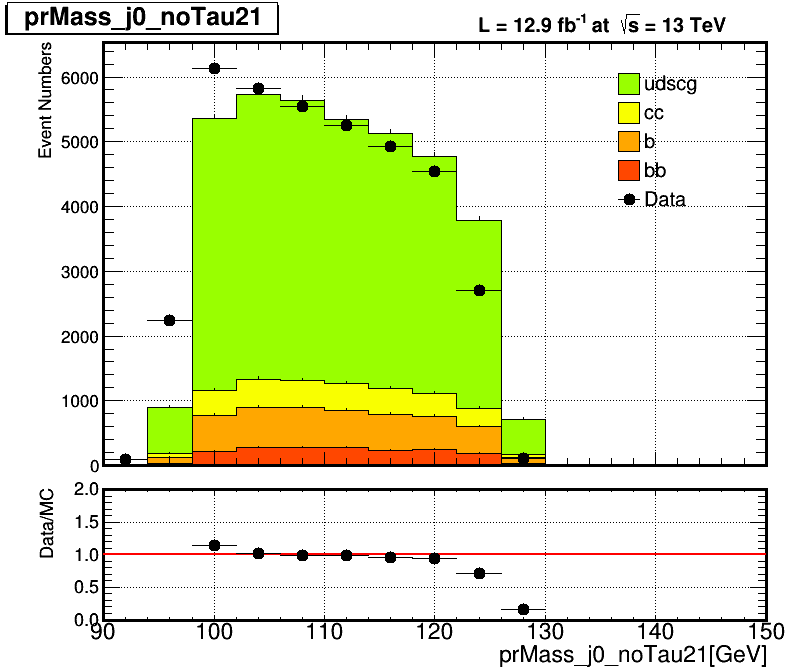 prMass_j0_noTau21
L = 12.9 fb-1 at √s = 13 TeV
Event Numbers
6000
5000
4000
3000
2000
1000
0
udscg
cc
b
bb
Data
Data/MC
2.0
1.5
1.0
0.5
0.0
90 100 110 120 130 140 150
prMass_j0_noTau21[GeV]